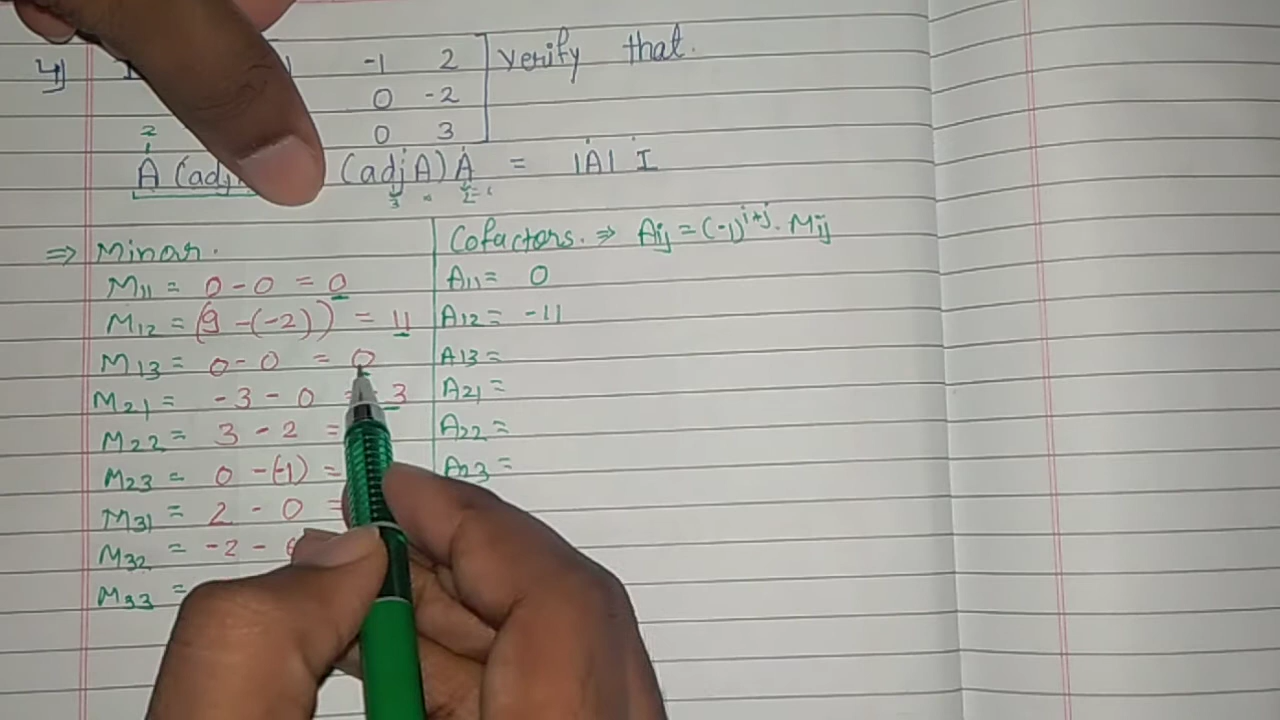 4) -1 2 Verify that.
0 -2
0 3
A (adj (adj A) A = |A| I
⇒ Minor.
M11 = 0 - 0 = 0
M12 = (9 - (-2)) = 11
M13 = 0 - 0 = 0
M21 = -3 - 0 = 3
M22 = 3 - 2 =
M23 = 0 - (-1) =
M31 = 2 - 0 =
M32 = -2 -
M33 =
Cofactors. ⇒ Aij = (-1)^i+j . Mij
A11 = 0
A12 = -11
A13 =
A21 =
A22 =
A23 =